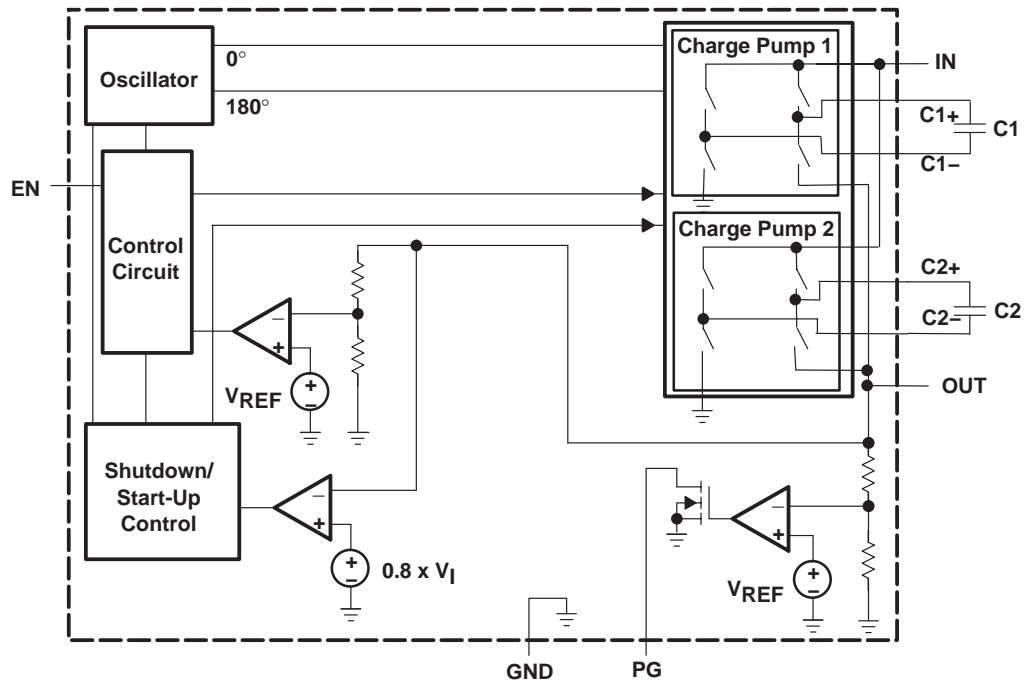 Oscillator
0°
180°
Charge Pump 1
IN
C1+
C1
C1−
EN
Control
Circuit
Charge Pump 2
C2+
C2
C2−
−
+
+
−
VREF
OUT
Shutdown/
Start-Up
Control
−
+
+
−
0.8 x VI
−
+
+
−
VREF
GND
PG